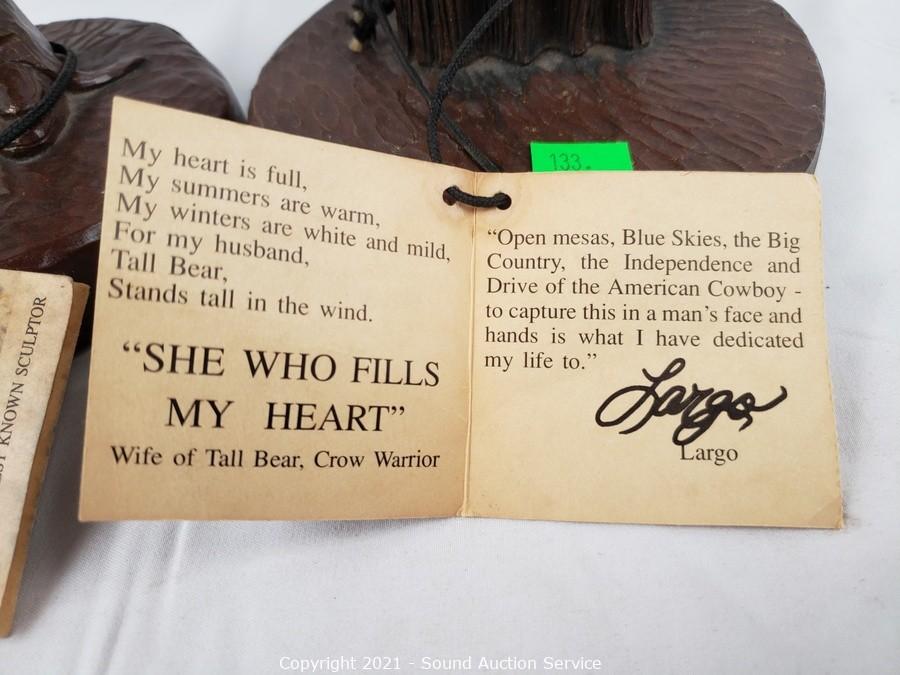 133.
My heart is full,
My summers are warm,
My winters are white and mild,
For my husband,
Tall Bear,
Stands tall in the wind.
“SHE WHO FILLS
MY HEART”
Wife of Tall Bear, Crow Warrior
“Open mesas, Blue Skies, the Big
Country, the Independence and
Drive of the American Cowboy -
to capture this in a man's face and
hands is what I have dedicated
my life to.”
Largo
Largo
KNOWN SCULPTOR
Copyright 2021 - Sound Auction Service